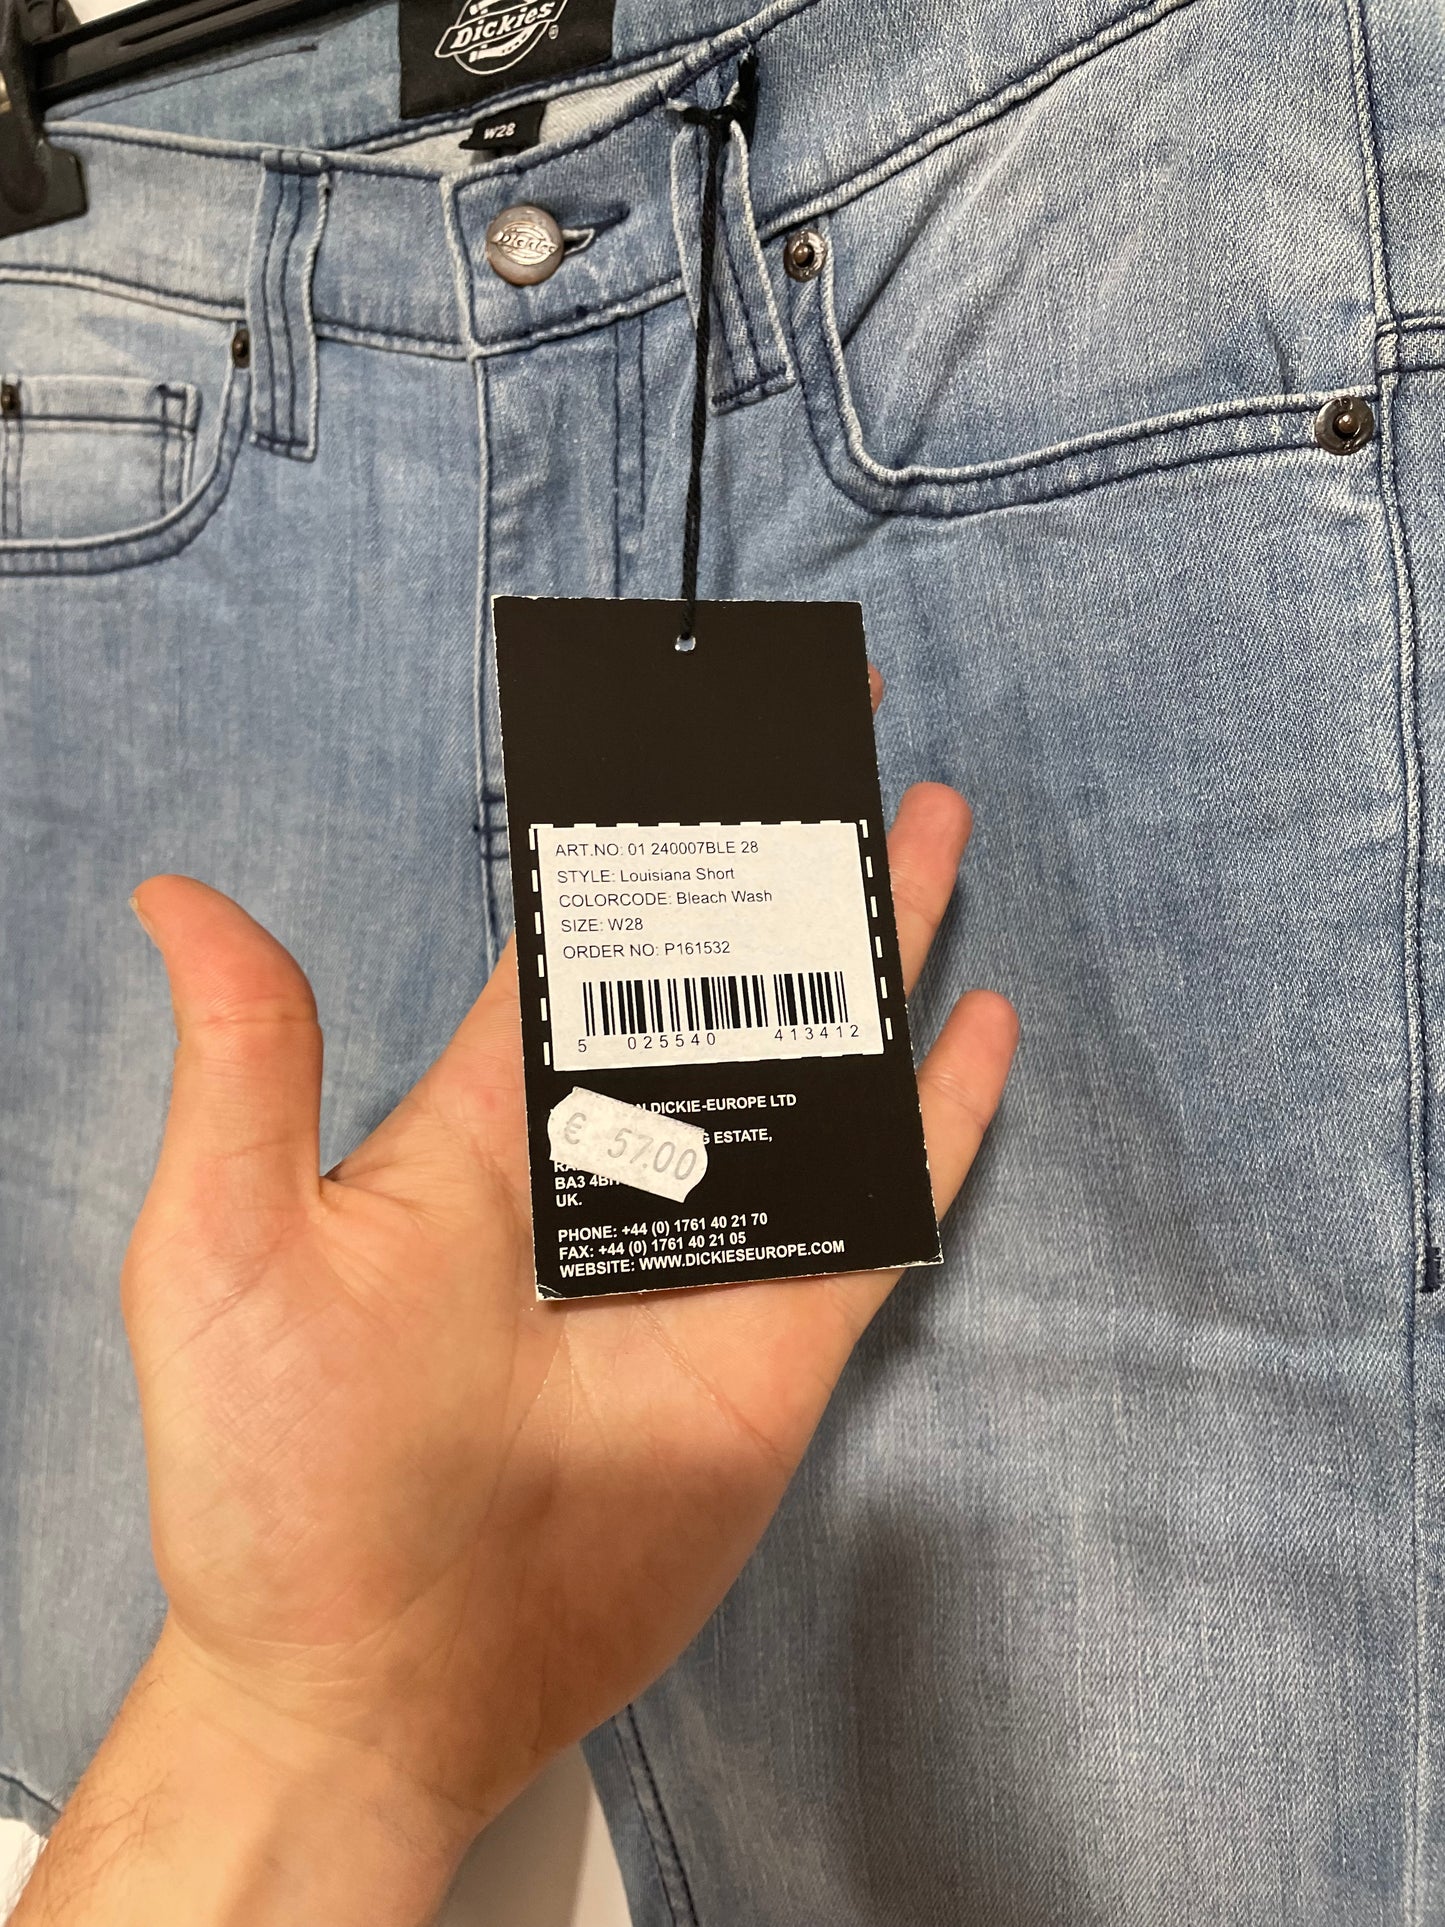 Dickies
W28
Dickies
ART.NO: 01 240007BLE 28
STYLE: Louisiana Short
COLORCODE: Bleach Wash
SIZE: W28
ORDER NO: P161532
5 025540 413412
DICKIE-EUROPE LTD
€ 57.00
ESTATE,
BA3 4BH
UK.
PHONE: +44 (0) 1761 40 21 70
FAX: +44 (0) 1761 40 21 05
WEBSITE: WWW.DICKIESEUROPE.COM